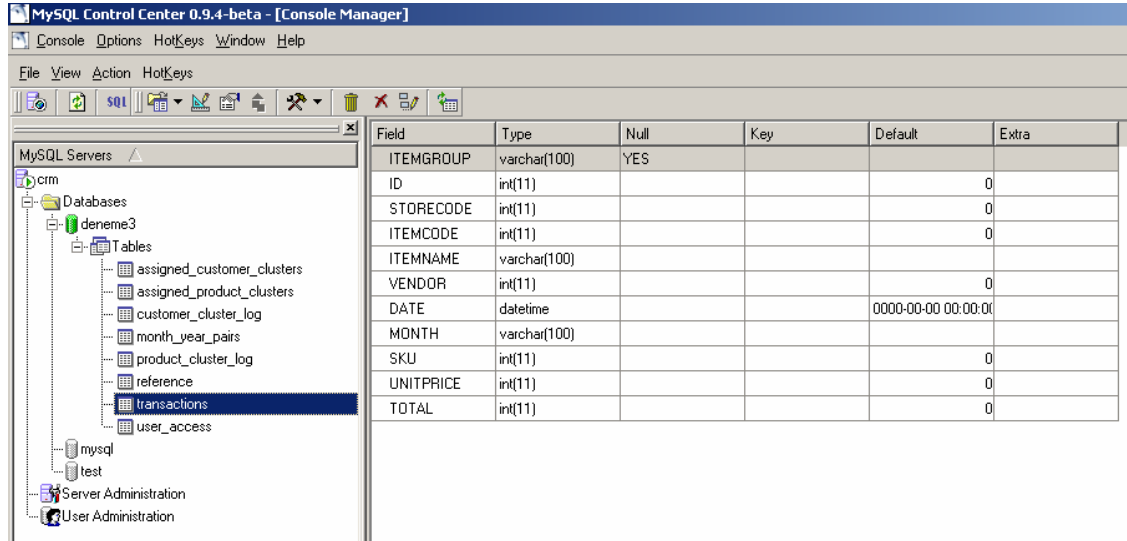 MySQL Control Center 0.9.4-beta - [Console Manager]
Console Options HotKeys Window Help
File View Action HotKeys
SQL
MySQL Servers
crm
Databases
deneme3
Tables
assigned_customer_clusters
assigned_product_clusters
customer_cluster_log
month_year_pairs
product_cluster_log
reference
transactions
user_access
mysql
test
Server Administration
User Administration
Field Type Null Key Default Extra
ITEMGROUP varchar(100) YES
ID int(11) 0
STORECODE int(11) 0
ITEMCODE int(11) 0
ITEMNAME varchar(100)
VENDOR int(11) 0
DATE datetime 0000-00-00 00:00:00
MONTH varchar(100)
SKU int(11) 0
UNITPRICE int(11) 0
TOTAL int(11) 0